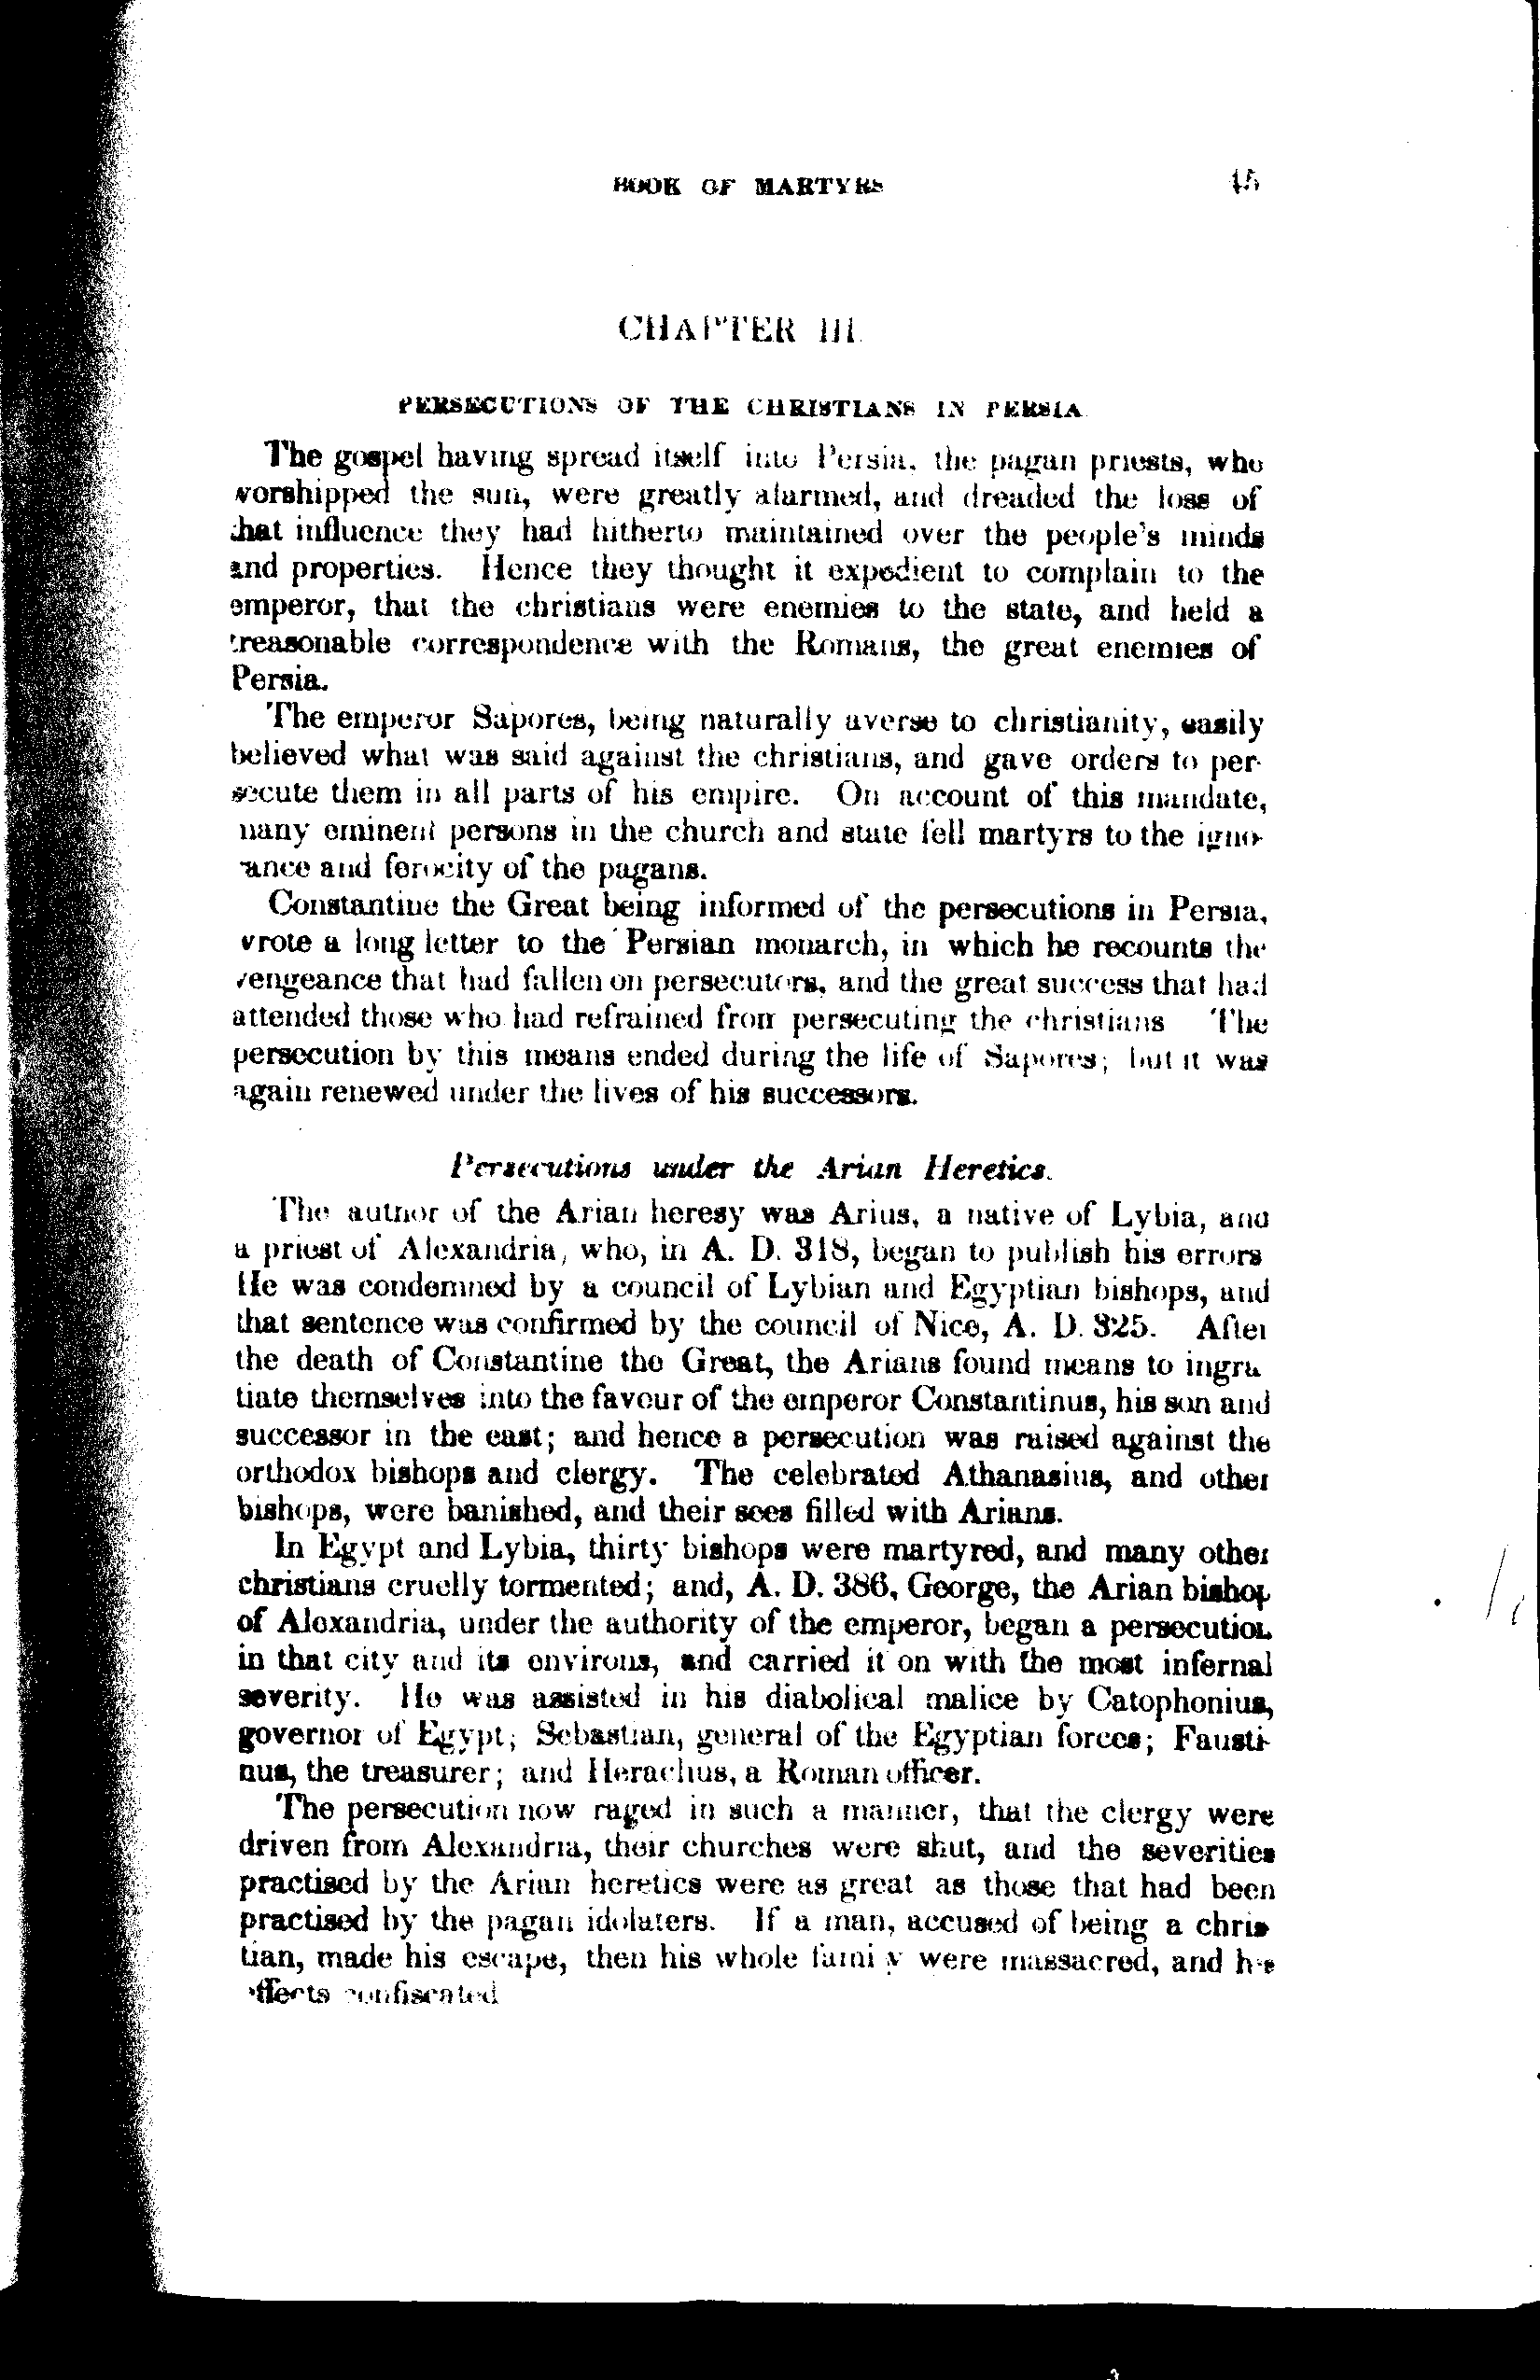 BOOK OF MARTYRS 45
CHAPTER III.
PERSECUTIONS OF THE CHRISTIANS IN PERSIA
The gospel having spread itself into Persia, the pagan priests, who
worshipped the sun, were greatly alarmed, and dreaded the loss of
that influence they had hitherto maintained over the people's minds
and properties. Hence they thought it expedient to complain to the
emperor, that the christians were enemies to the state, and held a
treasonable correspondence with the Romans, the great enemies of
Persia.
The emperor Sapores, being naturally averse to christianity, easily
believed what was said against the christians, and gave orders to per-
secute them in all parts of his empire. On account of this mandate,
many eminent persons in the church and state fell martyrs to the igno-
rance and ferocity of the pagans.
Constantine the Great being informed of the persecutions in Persia,
wrote a long letter to the Persian monarch, in which he recounts the
vengeance that had fallen on persecutors, and the great success that had
attended those who had refrained from persecuting the christians The
persecution by this means ended during the life of Sapores; but it was
again renewed under the lives of his successors.
Persecutions under the Arian Heretics.
The author of the Arian heresy was Arius, a native of Lybia, and
a priest of Alexandria, who, in A. D. 318, began to publish his errors
He was condemned by a council of Lybian and Egyptian bishops, and
that sentence was confirmed by the council of Nice, A. D. 325. After
the death of Constantine the Great, the Arians found means to ingra
tiate themselves into the favour of the emperor Constantinus, his son and
successor in the east; and hence a persecution was raised against the
orthodox bishops and clergy. The celebrated Athanasius, and other
bishops, were banished, and their sees filled with Arians.
In Egypt and Lybia, thirty bishops were martyred, and many other
christians cruelly tormented; and, A. D. 386, George, the Arian bishop
of Alexandria, under the authority of the emperor, began a persecution
in that city and its environs, and carried it on with the most infernal
severity. He was assisted in his diabolical malice by Catophonius,
governor of Egypt; Sebastian, general of the Egyptian forces; Fausti-
nus, the treasurer; and Heraclius, a Roman officer.
The persecution now raged in such a manner, that the clergy were
driven from Alexandria, their churches were shut, and the severities
practised by the Arian heretics were as great as those that had been
practised by the pagan idolaters. If a man, accused of being a chris
tian, made his escape, then his whole family were massacred, and his
effects confiscated